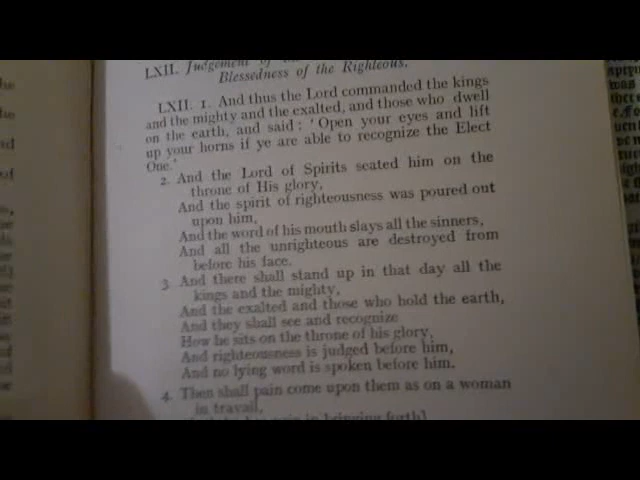 LXII. Judgement of
Blessedness of the Righteous.
LXII. 1. And thus the Lord commanded the kings
and the mighty and the exalted, and those who dwell
on the earth, and said: 'Open your eyes and lift
up your horns if ye are able to recognize the Elect
One.'
2. And the Lord of Spirits seated him on the
throne of His glory,
And the spirit of righteousness was poured out
upon him,
And the word of his mouth slays all the sinners,
And all the unrighteous are destroyed from
before his face.
3. And there shall stand up in that day all the
kings and the mighty,
And the exalted and those who hold the earth,
And they shall see and recognize
How he sits on the throne of his glory,
And righteousness is judged before him,
And no lying word is spoken before him.
4. Then shall pain come upon them as on a woman
in travail,
in bringing forth]